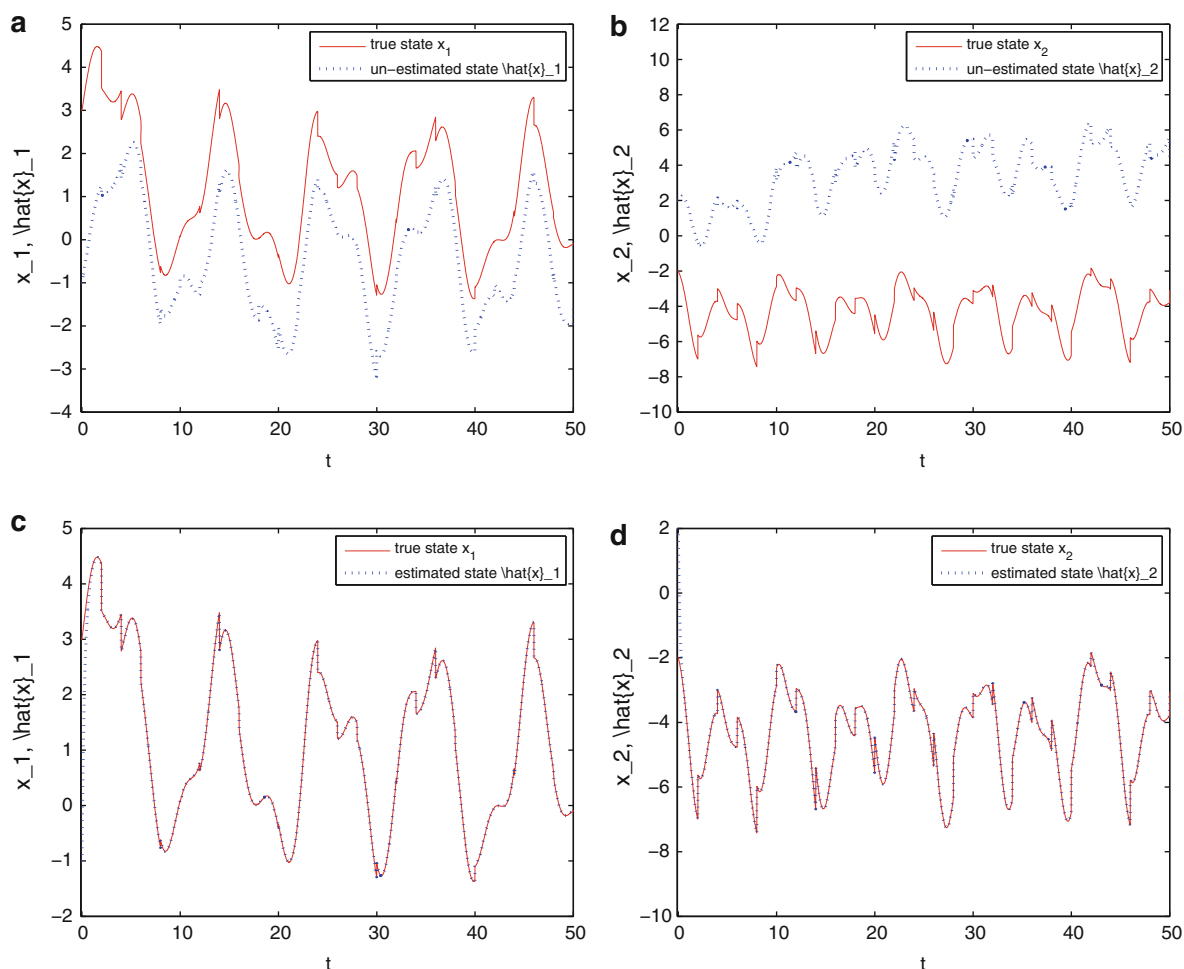 a
5
4
3
2
1
0
−1
−2
−3
−4
0 10 20 30 40 50
x_1, \hat{x}_1
t
true state x_1
un-estimated state \hat{x}_1
b
12
10
8
6
4
2
0
−2
−4
−6
−8
−10
0 10 20 30 40 50
x_2, \hat{x}_2
t
true state x_2
un-estimated state \hat{x}_2
c
5
4
3
2
1
0
−1
−2
0 10 20 30 40 50
x_1, \hat{x}_1
t
true state x_1
estimated state \hat{x}_1
d
2
0
−2
−4
−6
−8
−10
0 10 20 30 40 50
x_2, \hat{x}_2
t
true state x_2
estimated state \hat{x}_2